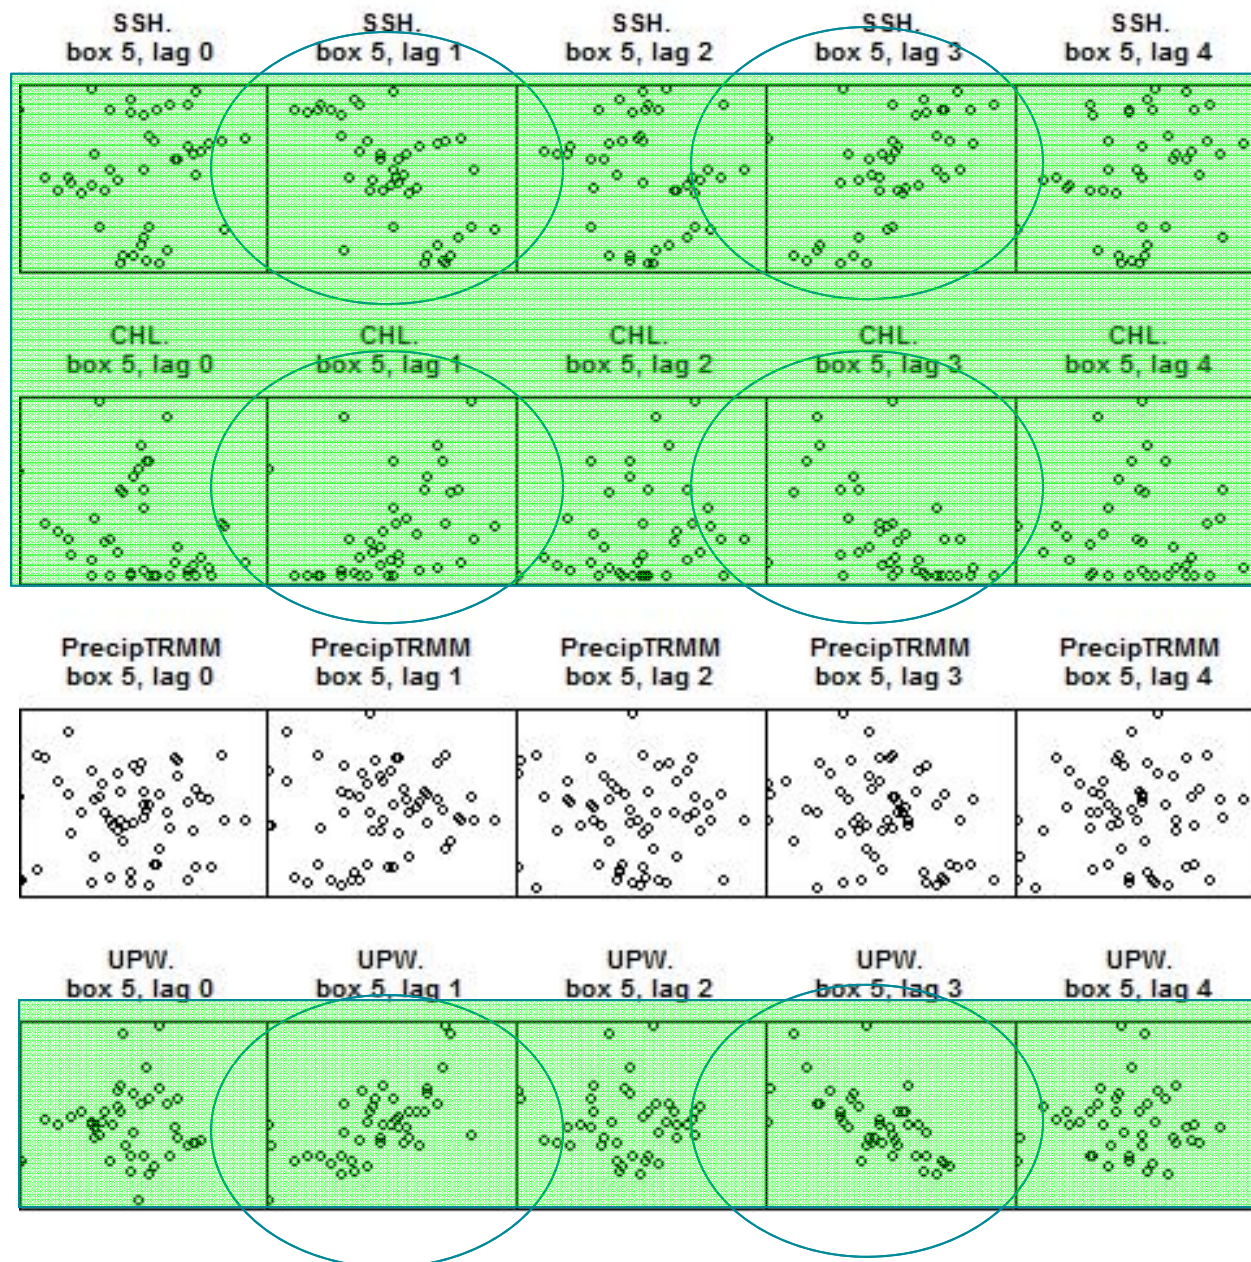 SSH. SSH. SSH. SSH. SSH.
box 5, lag 0 box 5, lag 1 box 5, lag 2 box 5, lag 3 box 5, lag 4
CHL. CHL. CHL. CHL. CHL.
box 5, lag 0 box 5, lag 1 box 5, lag 2 box 5, lag 3 box 5, lag 4
PrecipTRMM PrecipTRMM PrecipTRMM PrecipTRMM PrecipTRMM
box 5, lag 0 box 5, lag 1 box 5, lag 2 box 5, lag 3 box 5, lag 4
UPW. UPW. UPW. UPW. UPW.
box 5, lag 0 box 5, lag 1 box 5, lag 2 box 5, lag 3 box 5, lag 4